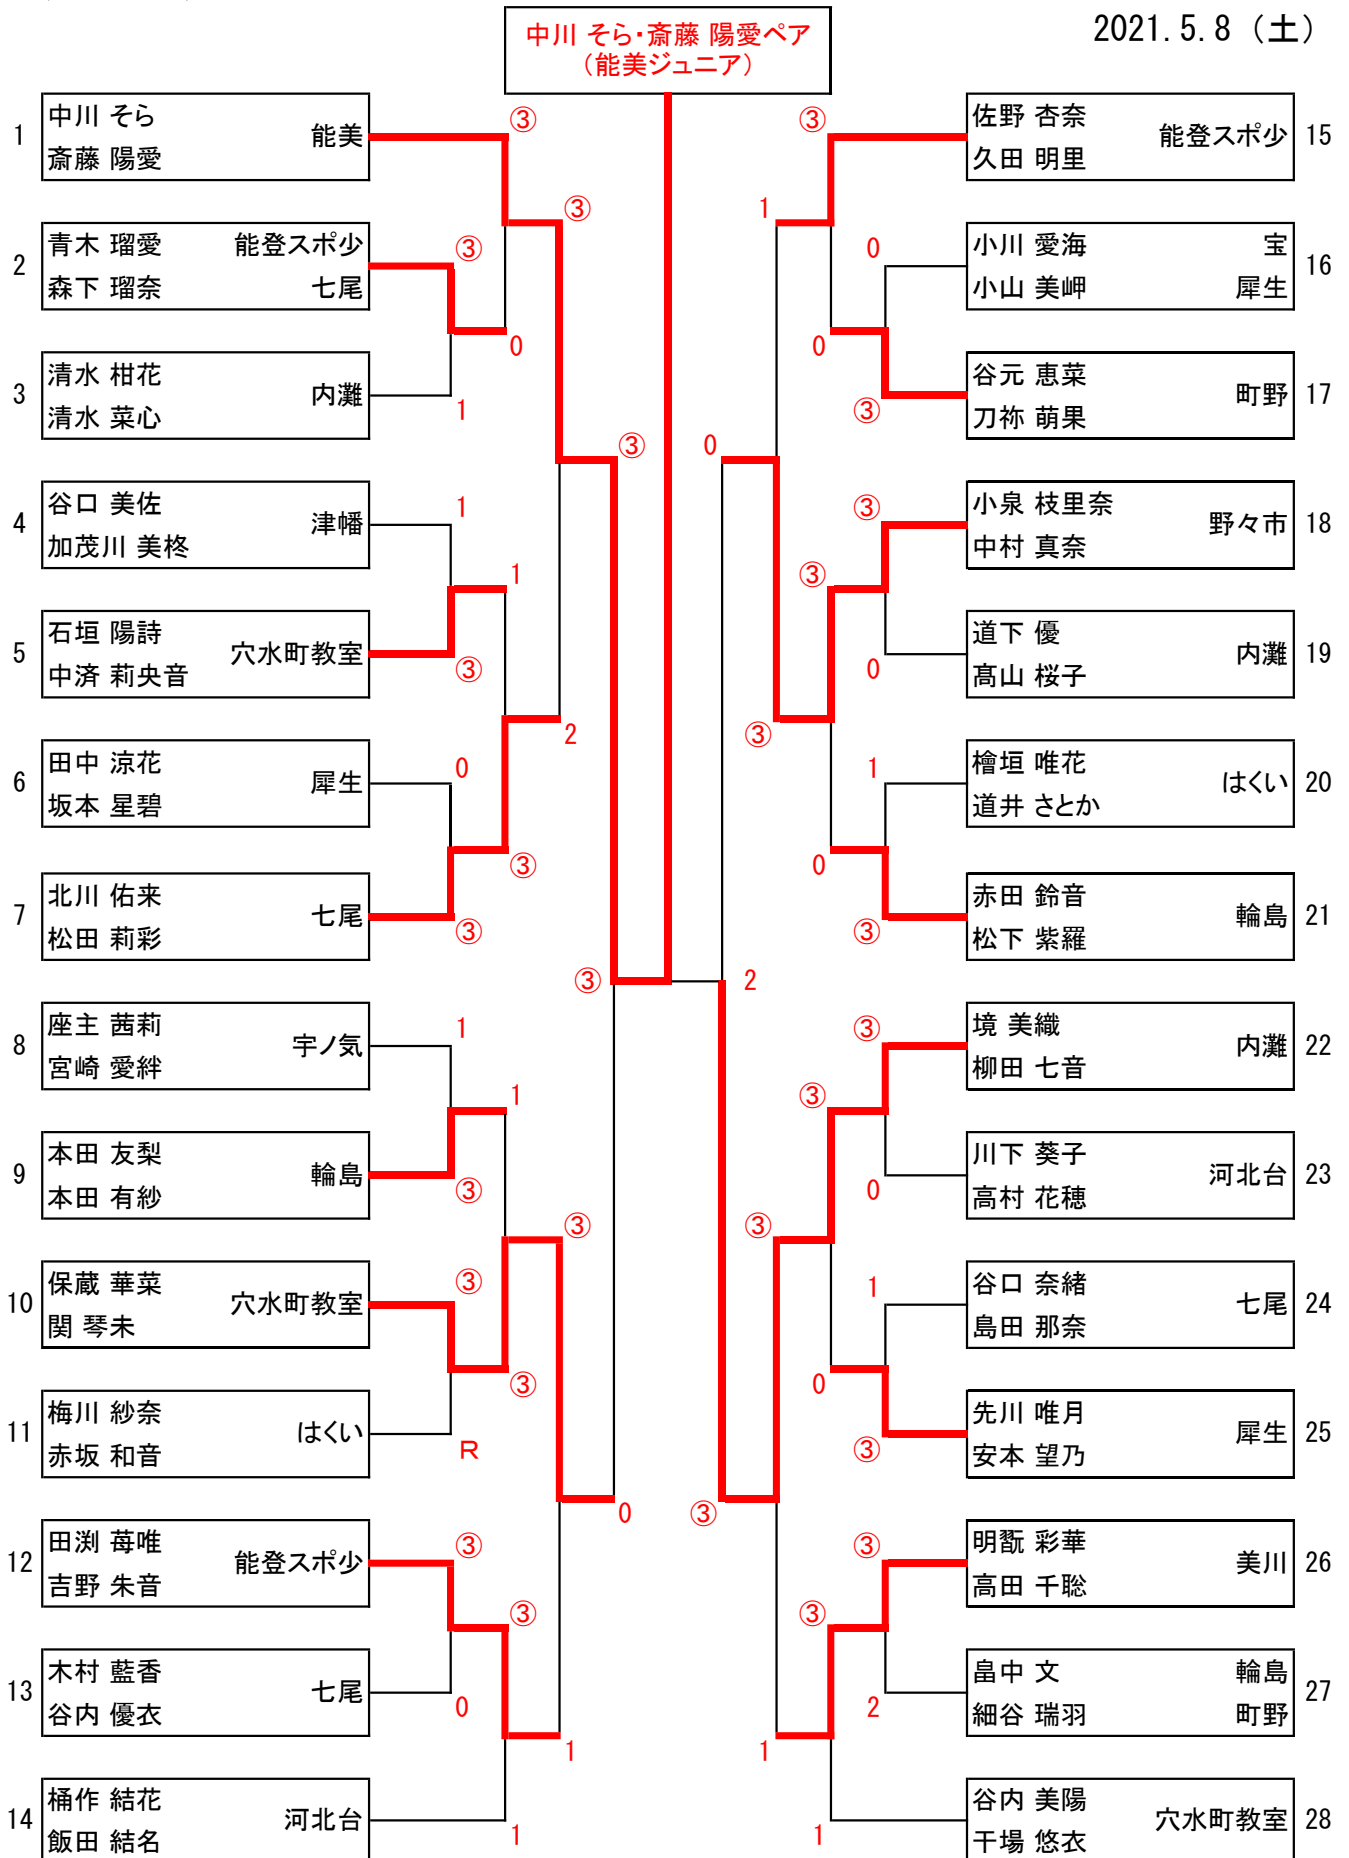 中川 そら・斎藤 陽愛ペア
（能美ジュニア）
2021.5.8（土）
1
中川 そら
斎藤 陽愛
能美
2
青木 瑠愛 能登スポ少
森下 瑠奈 七尾
3
清水 柑花
清水 菜心
内灘
4
谷口 美佐
加茂川 美柊
津幡
5
石垣 陽詩
中済 莉央音
穴水町教室
6
田中 涼花
坂本 星碧
犀生
7
北川 佑来
松田 莉彩
七尾
8
座主 茜莉
宮崎 愛絆
宇ノ気
9
本田 友梨
本田 有紗
輪島
10
保蔵 華菜
関 琴未
穴水町教室
11
梅川 紗奈
赤坂 和音
はくい
12
田渕 苺唯
吉野 朱音
能登スポ少
13
木村 藍香
谷内 優衣
七尾
14
桶作 結花
飯田 結名
河北台
③
③
③
0
1
③
1
1
③
2
0
③
③
③
1
1
③
③
③
③
R
0
③
③
0
1
1
佐野 杏奈
久田 明里
能登スポ少
15
小川 愛海 宝
小山 美岬 犀生
16
谷元 恵菜
刀祢 萌果
町野
17
小泉 枝里奈
中村 真奈
野々市
18
道下 優
髙山 桜子
内灘
19
檜垣 唯花
道井 さとか
はくい
20
赤田 鈴音
松下 紫羅
輪島
21
境 美織
柳田 七音
内灘
22
川下 葵子
高村 花穂
河北台
23
谷口 奈緒
島田 那奈
七尾
24
先川 唯月
安本 望乃
犀生
25
明翫 彩華
高田 千聡
美川
26
畠中 文 輪島
細谷 瑞羽 町野
27
谷内 美陽
干場 悠衣
穴水町教室
28
③
1
0
0
③
0
③
③
0
③
1
0
③
2
③
③
0
③
1
0
③
③
③
③
2
1
1